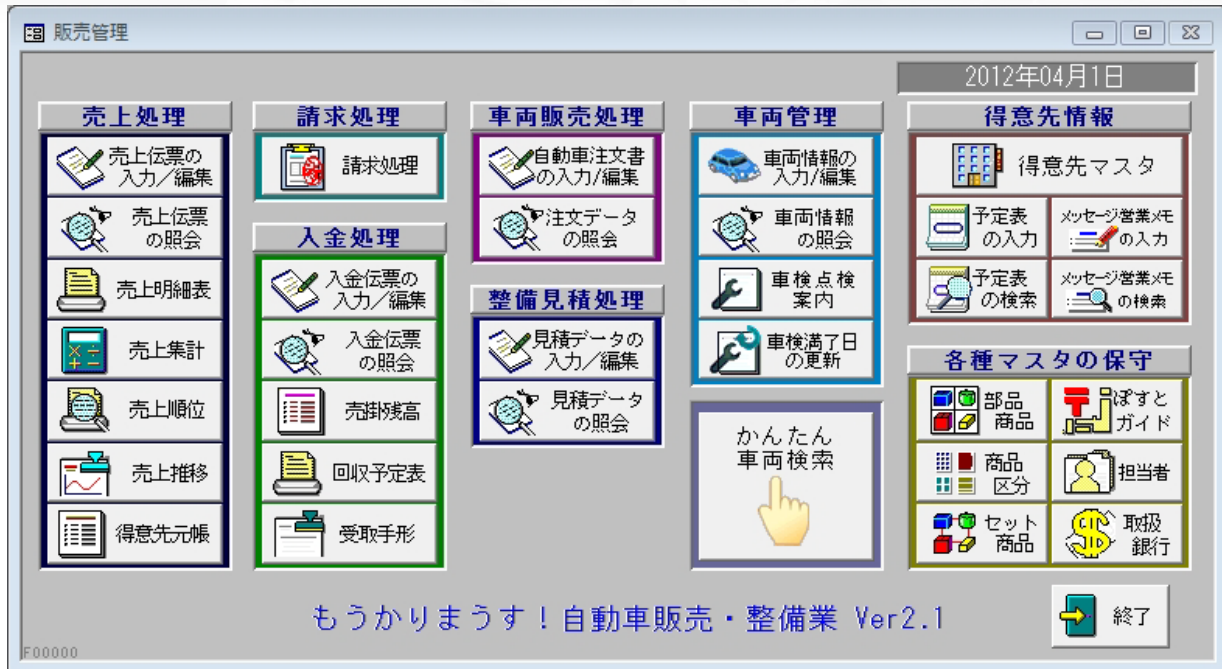 販売管理
2012年04月1日
売上処理
売上伝票の
入力／編集
売上伝票
の照会
売上明細表
売上集計
売上順位
売上推移
得意先元帳
請求処理
請求処理
入金処理
入金伝票の
入力／編集
入金伝票
の照会
売掛残高
回収予定表
受取手形
車両販売処理
自動車注文書
の入力/編集
注文データ
の照会
整備見積処理
見積データの
入力／編集
見積データ
の照会
車両管理
車両情報の
入力/編集
車両情報
の照会
車検点検
案内
車検満了日
の更新
かんたん
車両検索
得意先情報
得意先マスタ
予定表
の入力
メッセージ営業メモ
の入力
予定表
の検索
メッセージ営業メモ
の検索
各種マスタの保守
部品
商品
ぽすと
ガイド
商品
区分
担当者
セット
商品
取扱
銀行
もうかりまうす！自動車販売・整備業 Ver2.1
終了
F00000